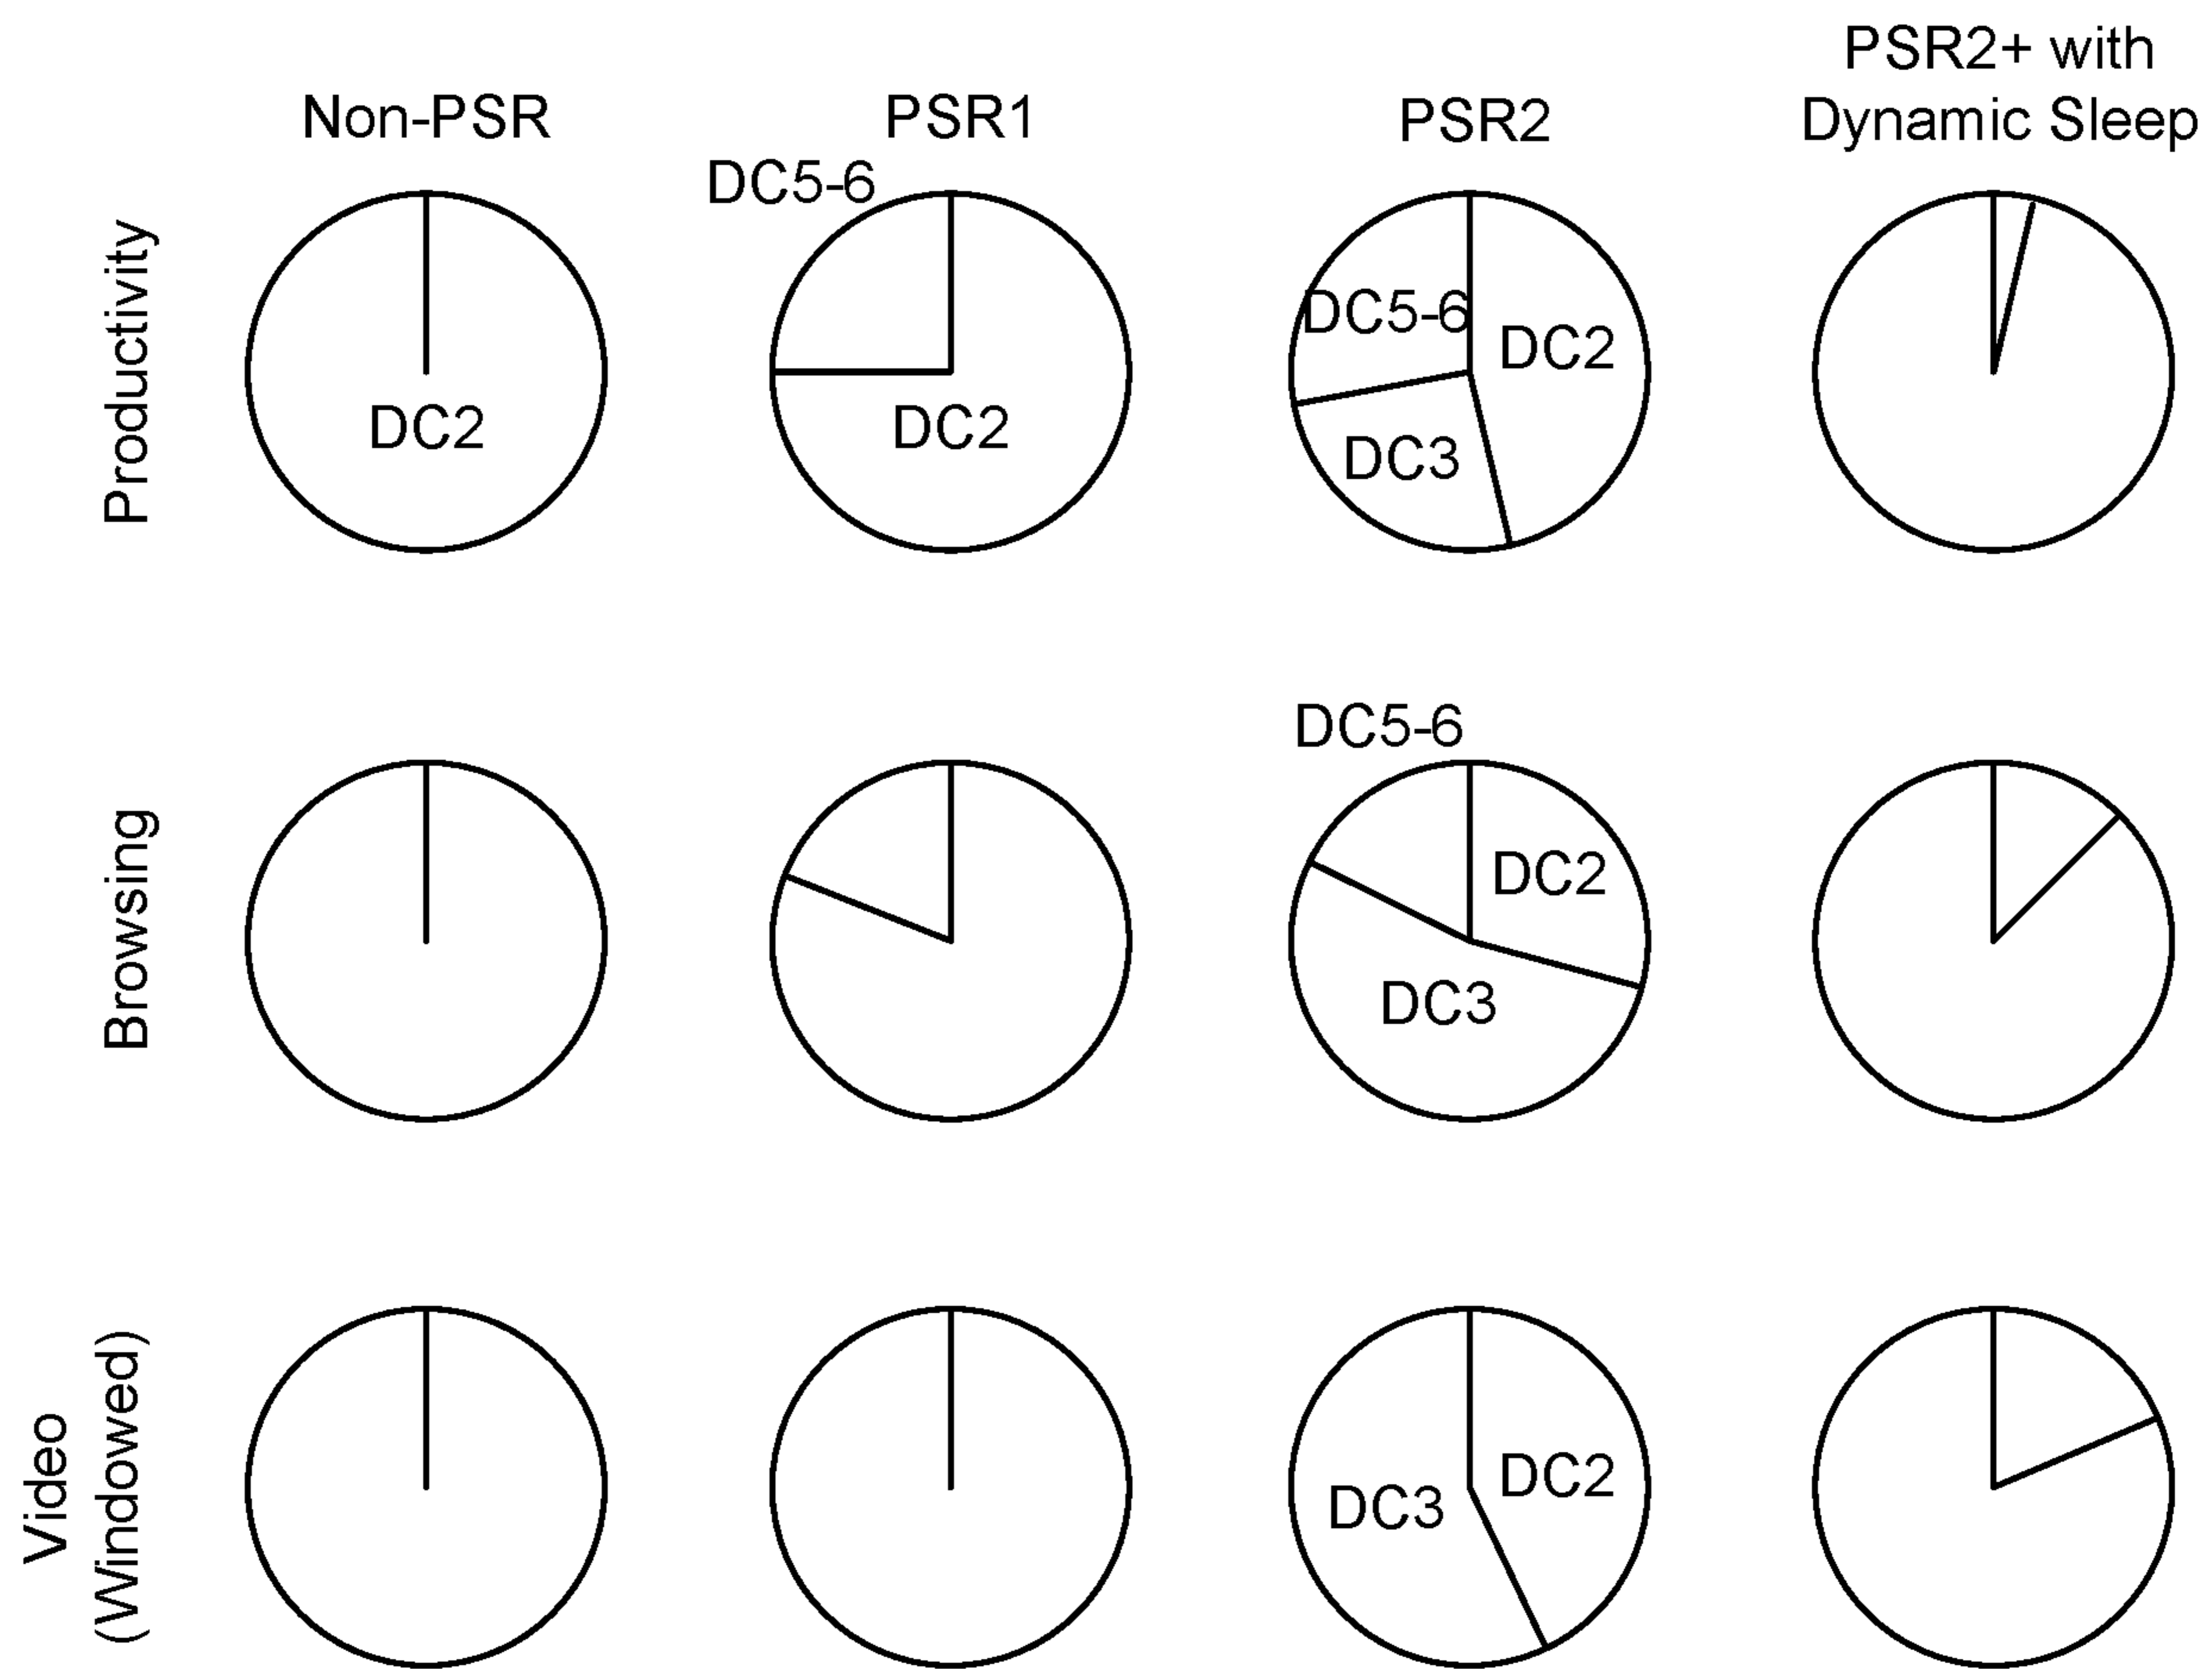 Non-PSR
PSR1
PSR2
PSR2+ with
Dynamic Sleep
Productivity
DC2
DC5-6
DC2
DC5-6
DC2
DC3
Browsing
DC5-6
DC2
DC3
Video
(Windowed)
DC3
DC2